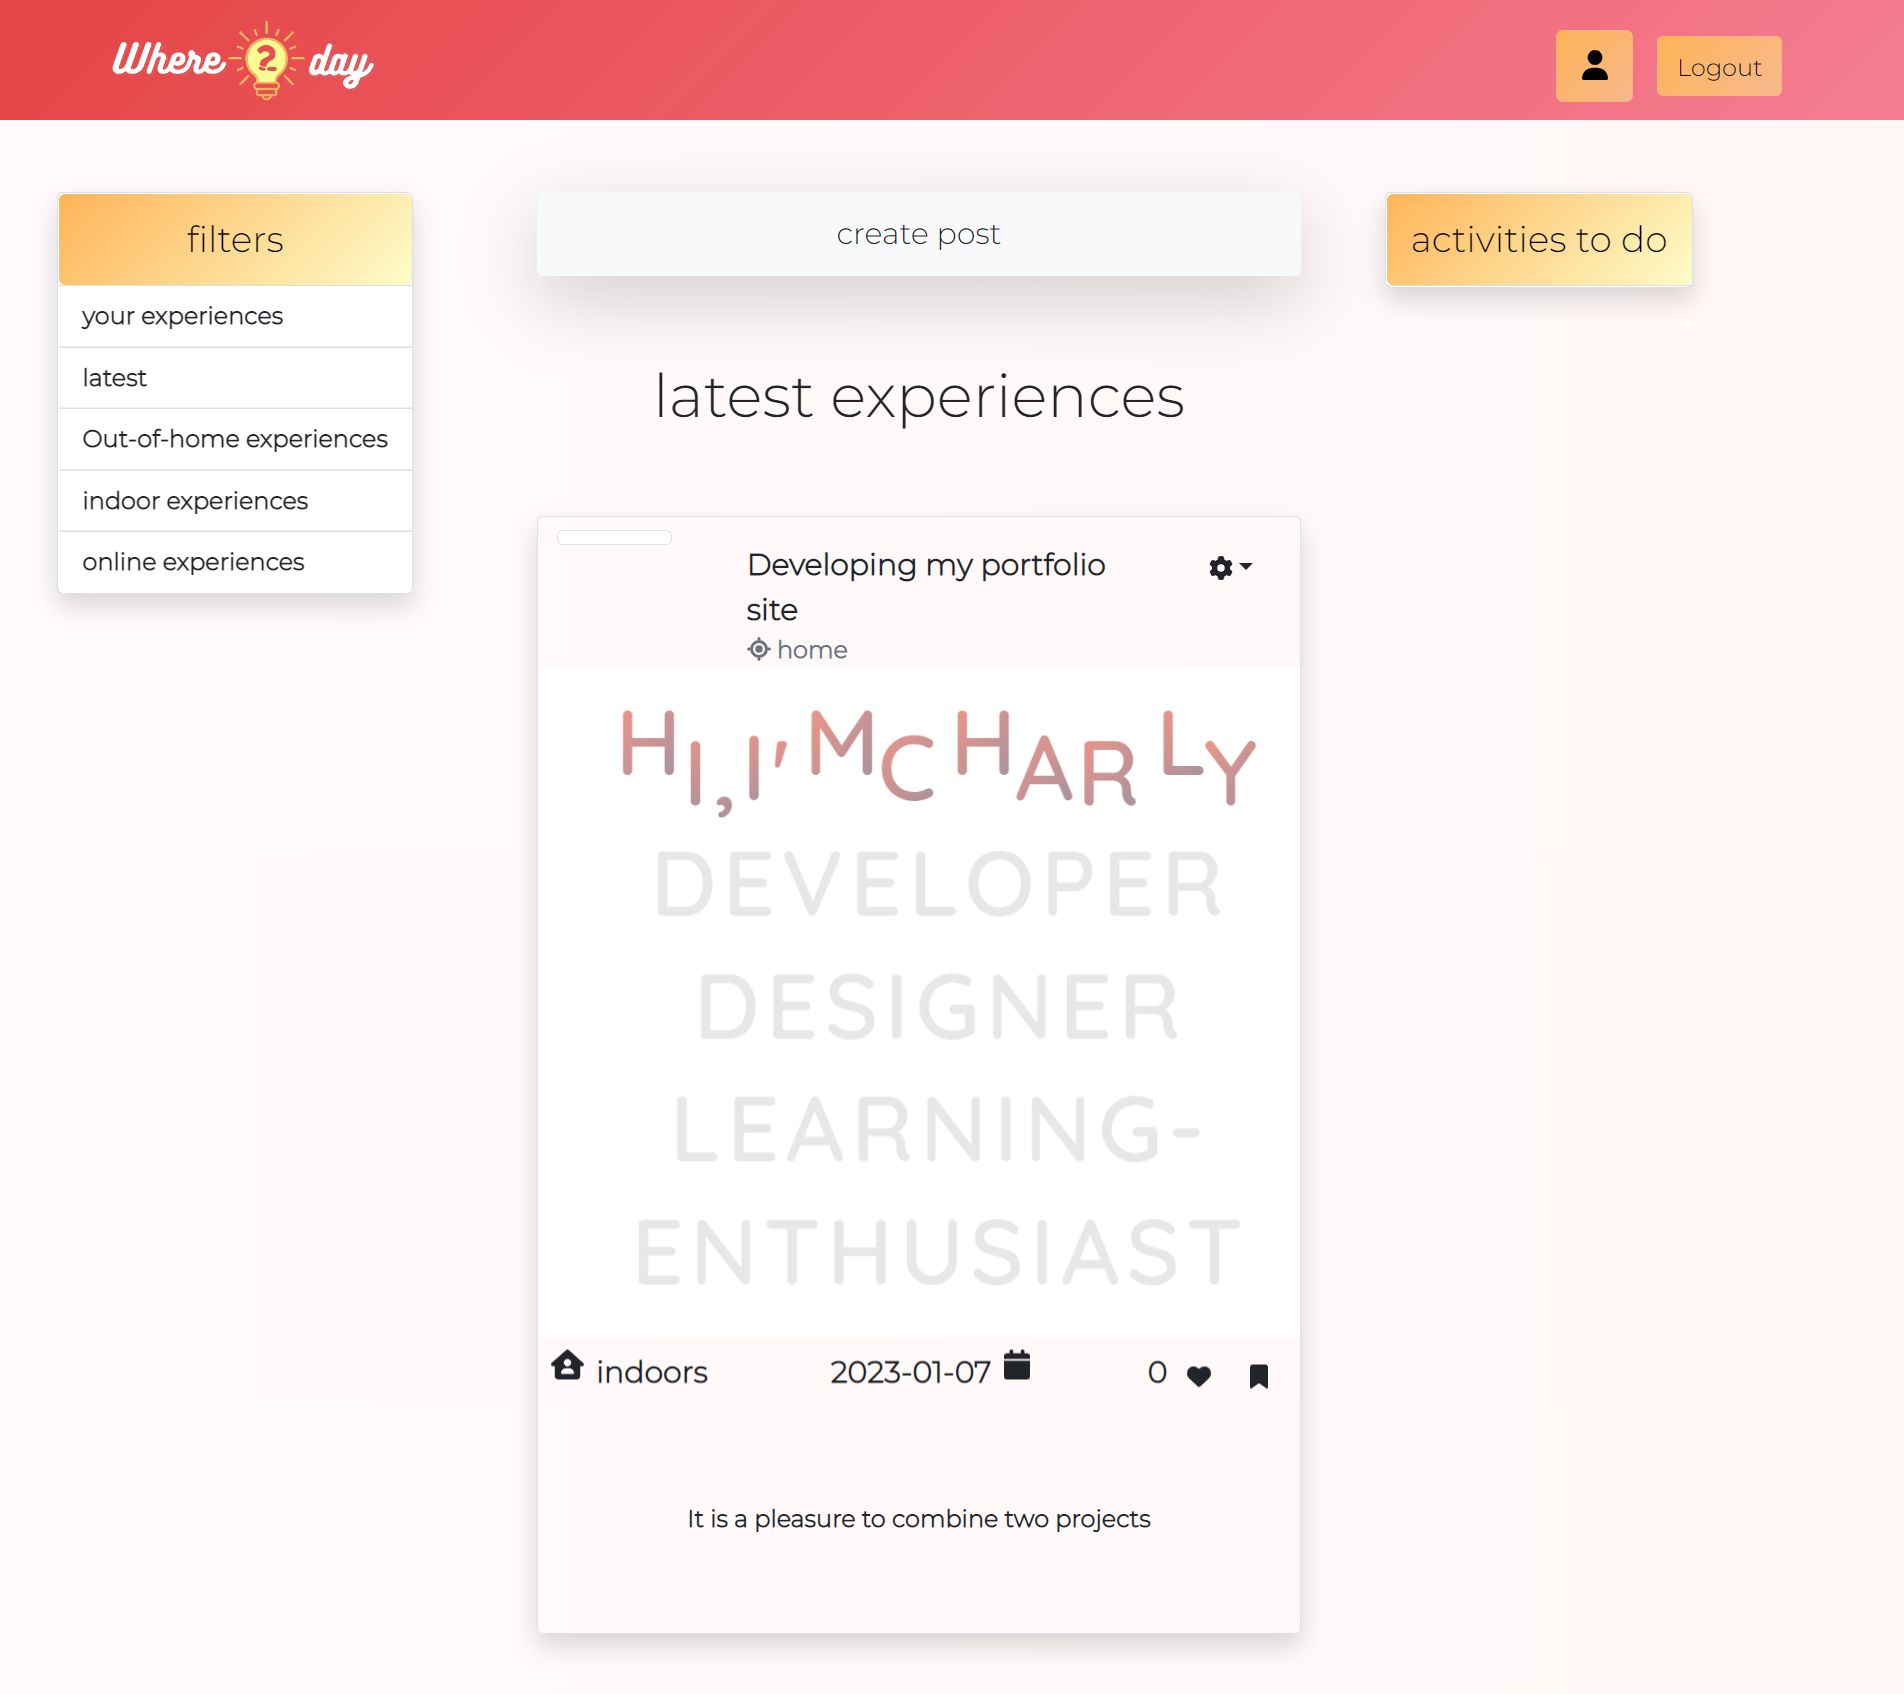 Where 2 day
Logout
filters
your experiences
latest
Out-of-home experiences
indoor experiences
online experiences
create post
latest experiences
Developing my portfolio
site
home
HI, I'MCHARLY
DEVELOPER
DESIGNER
LEARNING-
ENTHUSIAST
indoors 2023-01-07 0
It is a pleasure to combine two projects
activities to do